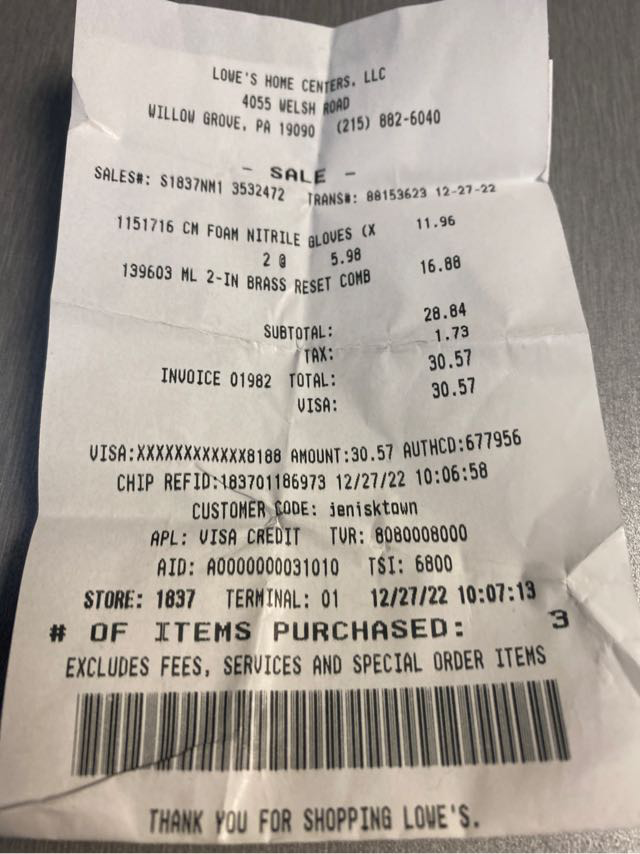 LOWE'S HOME CENTERS, LLC
4055 WELSH ROAD
WILLOW GROVE, PA 19090 (215) 882-6040
- SALE -
SALES#: S1837NM1 3532472 TRANS#: 88153623 12-27-22
1151716 CM FOAM NITRILE GLOVES (X 11.96
2 @ 5.98
139603 ML 2-IN BRASS RESET COMB 16.88
SUBTOTAL: 28.84
TAX: 1.73
INVOICE 01982 TOTAL: 30.57
VISA: 30.57
VISA:XXXXXXXXXXXX8188 AMOUNT:30.57 AUTHCD:677956
CHIP REFID:183701186973 12/27/22 10:06:58
CUSTOMER CODE: jenisktown
APL: VISA CREDIT TVR: 8080008000
AID: A0000000031010 TSI: 6800
STORE: 1837 TERMINAL: 01 12/27/22 10:07:13
# OF ITEMS PURCHASED: 3
EXCLUDES FEES, SERVICES AND SPECIAL ORDER ITEMS
THANK YOU FOR SHOPPING LOWE'S.